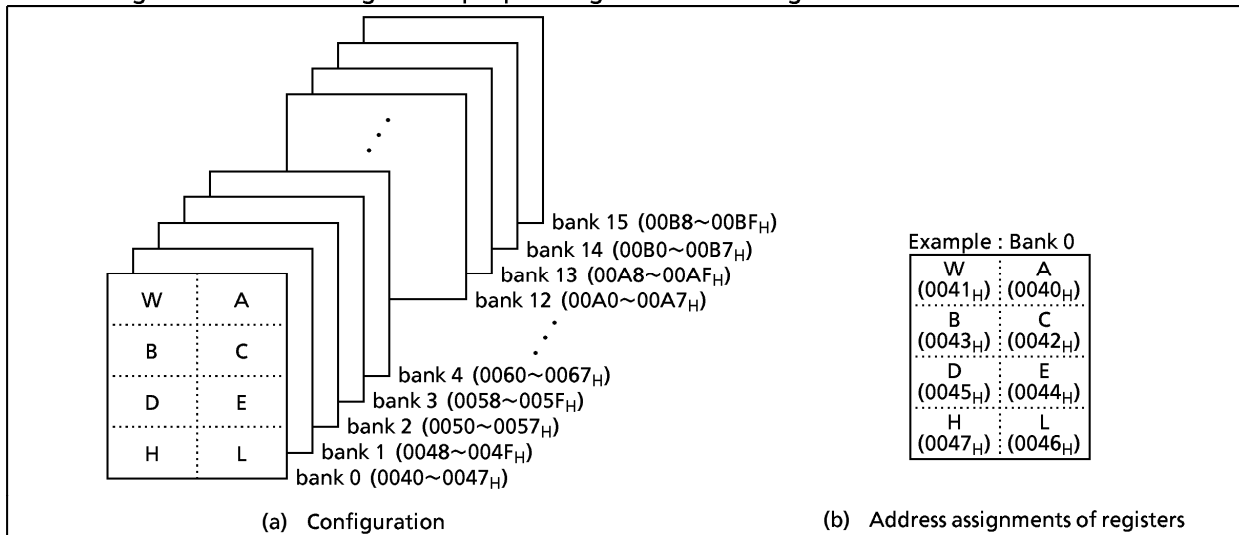 W A
B C
D E
H L
bank 15 (00B8~00BFH)
bank 14 (00B0~00B7H)
bank 13 (00A8~00AFH)
bank 12 (00A0~00A7H)
bank 4 (0060~0067H)
bank 3 (0058~005FH)
bank 2 (0050~0057H)
bank 1 (0048~004FH)
bank 0 (0040~0047H)
(a) Configuration
Example : Bank 0
W A
(0041H) (0040H)
B C
(0043H) (0042H)
D E
(0045H) (0044H)
H L
(0047H) (0046H)
(b) Address assignments of registers